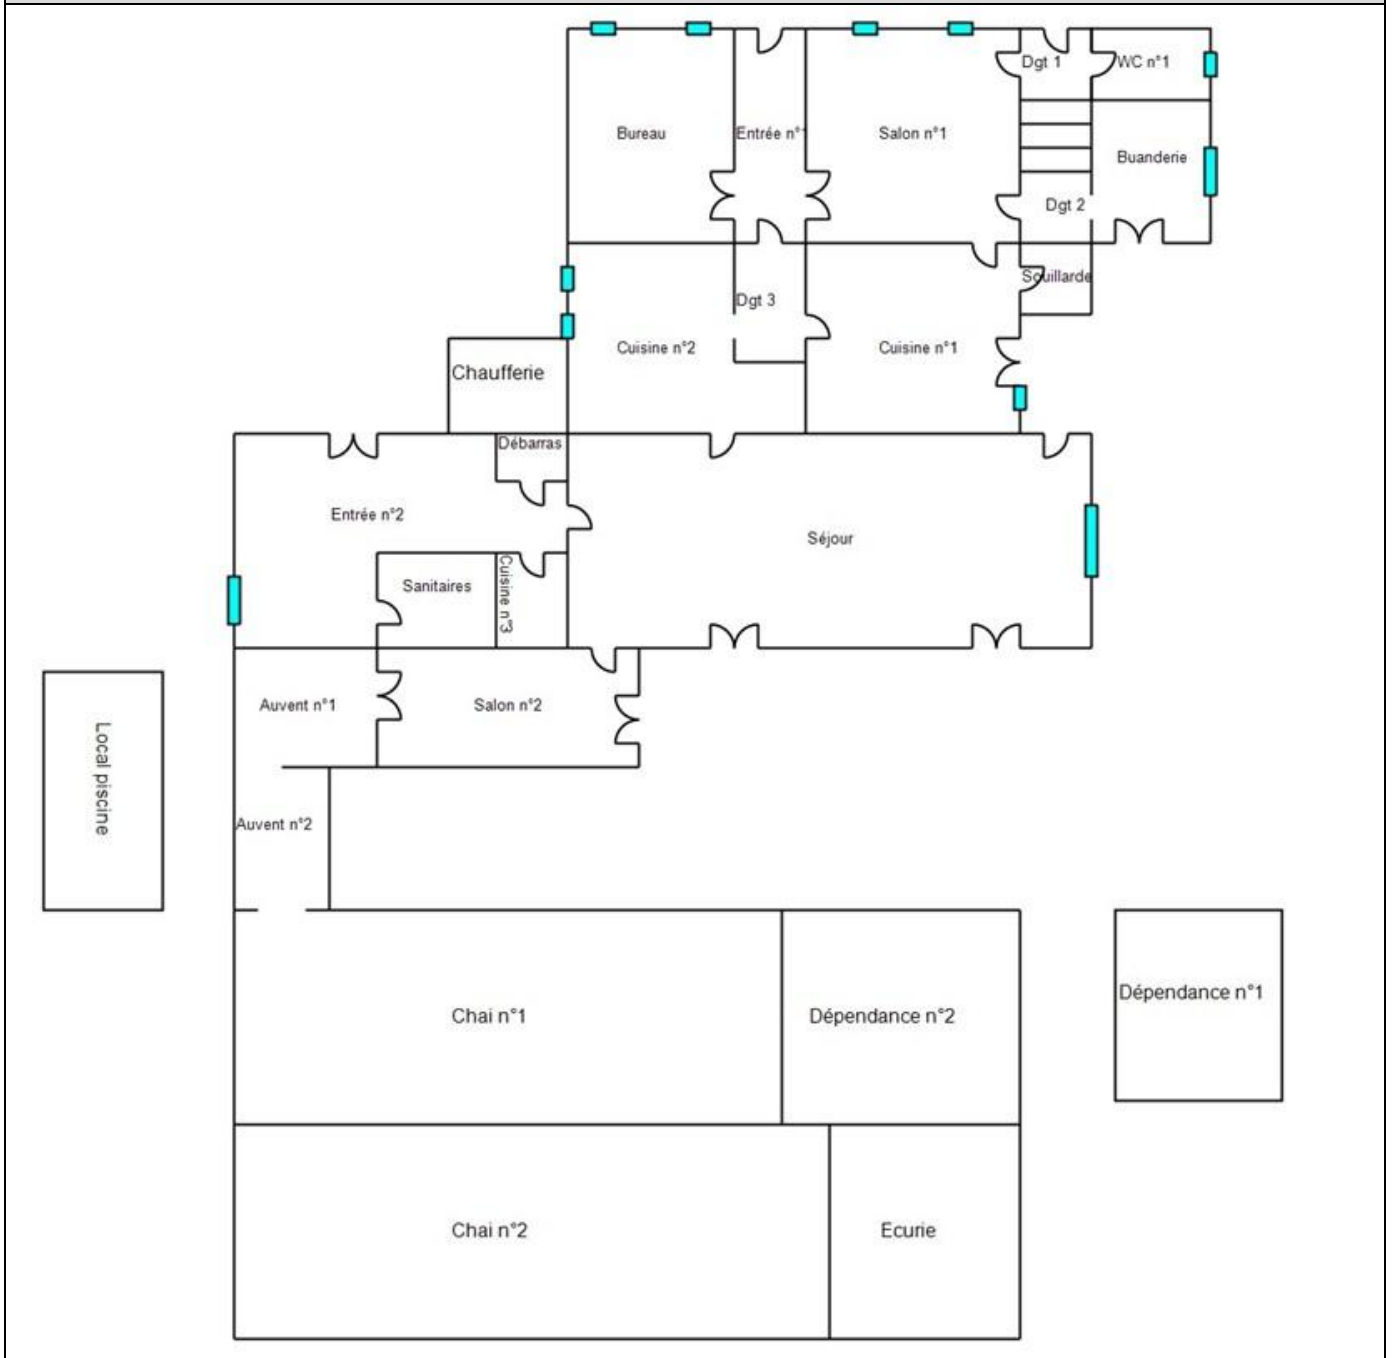 Dgt 1
WC n°1
Bureau
Entrée n°
Salon n°1
Buanderie
Dgt 2
Souillarde
Dgt 3
Cuisine n°2
Cuisine n°1
Chaufferie
Débarras
Entrée n°2
Séjour
Sanitaires
Cuisine n°3
Auvent n°1
Salon n°2
Local piscine
Auvent n°2
Dépendance n°1
Chai n°1
Dépendance n°2
Chai n°2
Ecurie